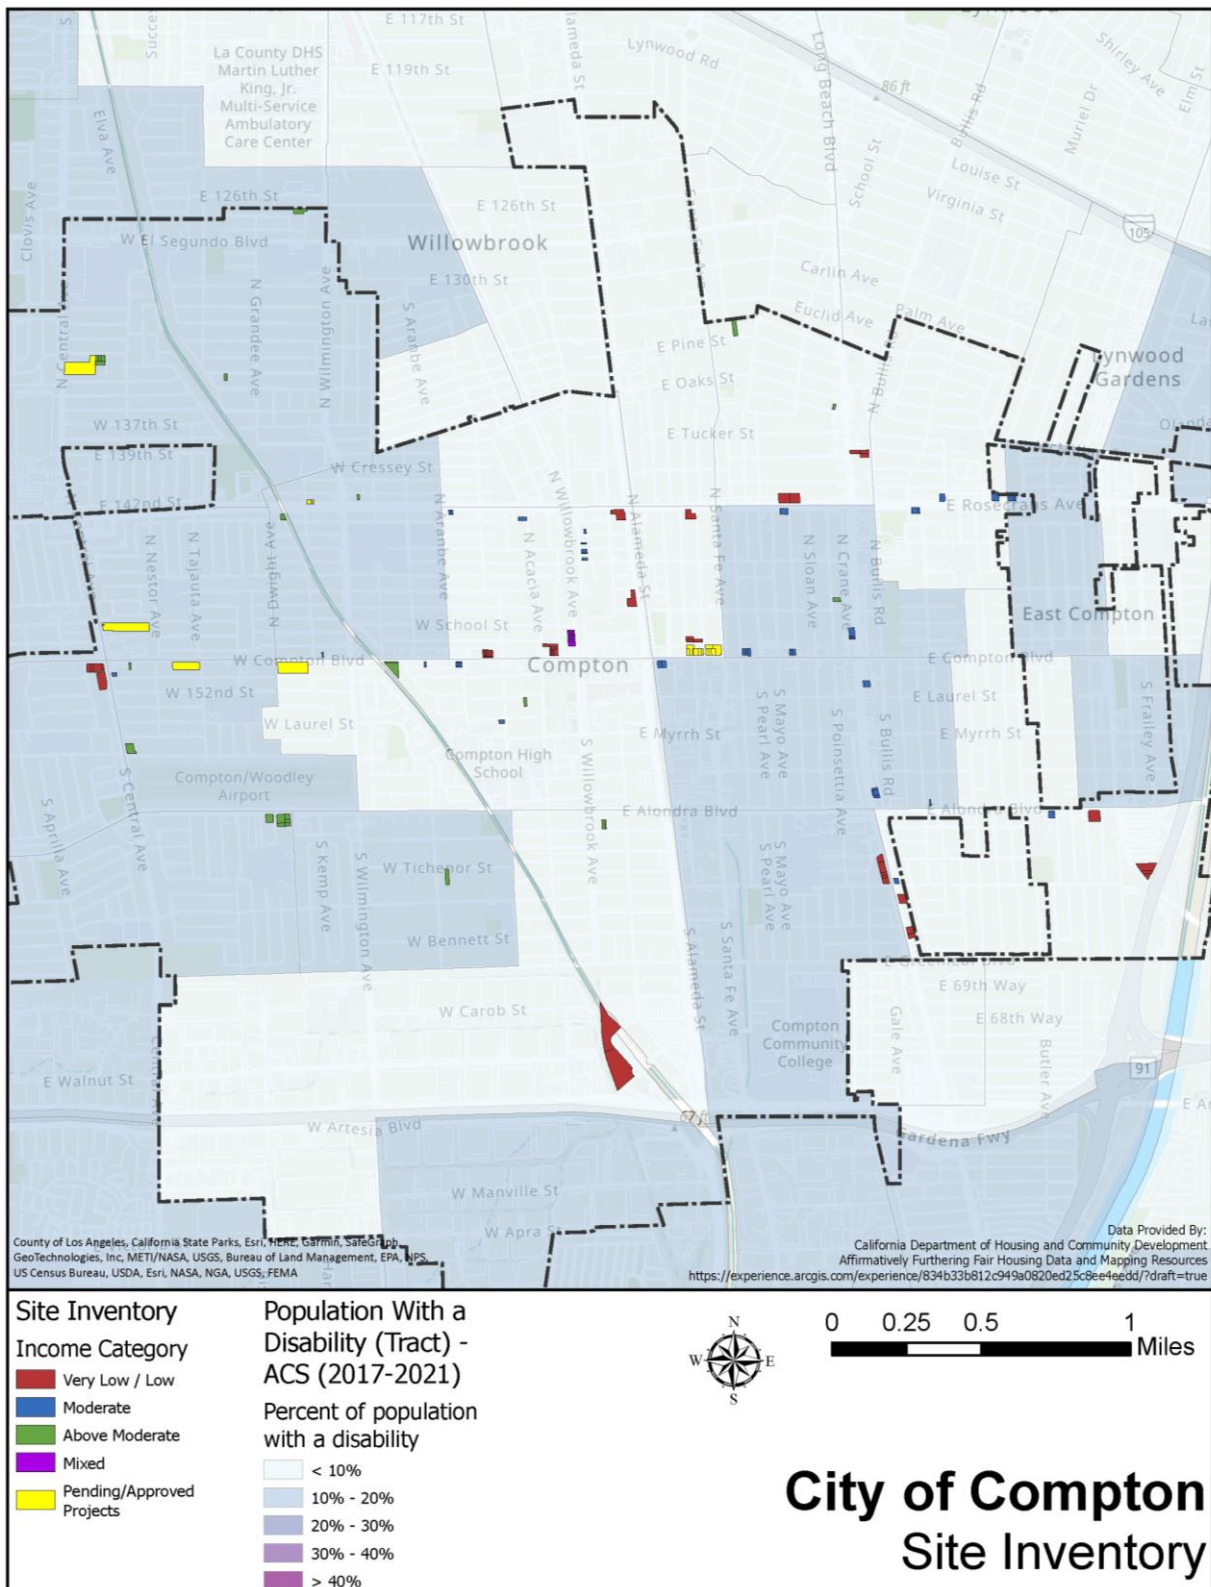 E 117th St
La County DHS
Martin Luther
King, Jr.
Multi-Service
Ambulatory
Care Center
E 119th St
Lynwood Rd
Long Beach Blvd
86 ft
Bullis Rd
Shirley Ave
Elm St
Muriel Dr
School St
Louise St
Virginia St
105
Elva Ave
Clovis Ave
E 126th St
E 126th St
W El Segundo Blvd
Willowbrook
E 130th St
Carlin Ave
Euclid Ave
Palm Ave
N Central Ave
N Grandee Ave
N Wilmington Ave
S Aranbe Ave
E Pine St
E Oaks St
N Bullis Rd
Lynwood
Gardens
W 137th St
E 139th St
E Tucker St
W Cressey St
E 142nd St
E Rosecrans Ave
N Nestor Ave
N Tajauta Ave
N Dwight Ave
N Aranbe Ave
N Acacia Ave
N Willowbrook Ave
N Alameda St
N Santa Fe Ave
N Sloan Ave
N Crane Ave
N Bullis Rd
W School St
East Compton
W Compton Blvd
Compton
E Compton Blvd
W 152nd St
E Laurel St
W Laurel St
E Myrrh St
E Myrrh St
S Pearl Ave
S Mayo Ave
S Poinsettia Ave
S Bullis Rd
S Frailey Ave
Compton High
School
S Willowbrook Ave
Compton/Woodley
Airport
S Central Ave
S Aprilla Ave
E Alondra Blvd
E Alondra Blvd
S Kemp Ave
S Wilmington Ave
W Tichenor St
S Pearl Ave
S Mayo Ave
W Bennett St
S Alameda St
S Santa Fe Ave
E Greenleaf Blvd
E 69th Way
W Carob St
E 68th Way
Compton
Community
College
Gale Ave
Butler Ave
E Walnut St
91
W Artesia Blvd
67 ft
Gardena Fwy
W Manville St
W Apra St
County of Los Angeles, California State Parks, Esri, HERE, Garmin, SafeGraph,
GeoTechnologies, Inc, METI/NASA, USGS, Bureau of Land Management, EPA, NPS,
US Census Bureau, USDA, Esri, NASA, NGA, USGS, FEMA
Data Provided By:
California Department of Housing and Community Development
Affirmatively Furthering Fair Housing Data and Mapping Resources
https://experience.arcgis.com/experience/834b33b812c949a0820ed25c8ee4eedd/?draft=true
Site Inventory
Income Category
Very Low / Low
Moderate
Above Moderate
Mixed
Pending/Approved
Projects
Population With a
Disability (Tract) -
ACS (2017-2021)
Percent of population
with a disability
< 10%
10% - 20%
20% - 30%
30% - 40%
> 40%
N
W E
S
0 0.25 0.5 1
Miles
City of Compton
Site Inventory